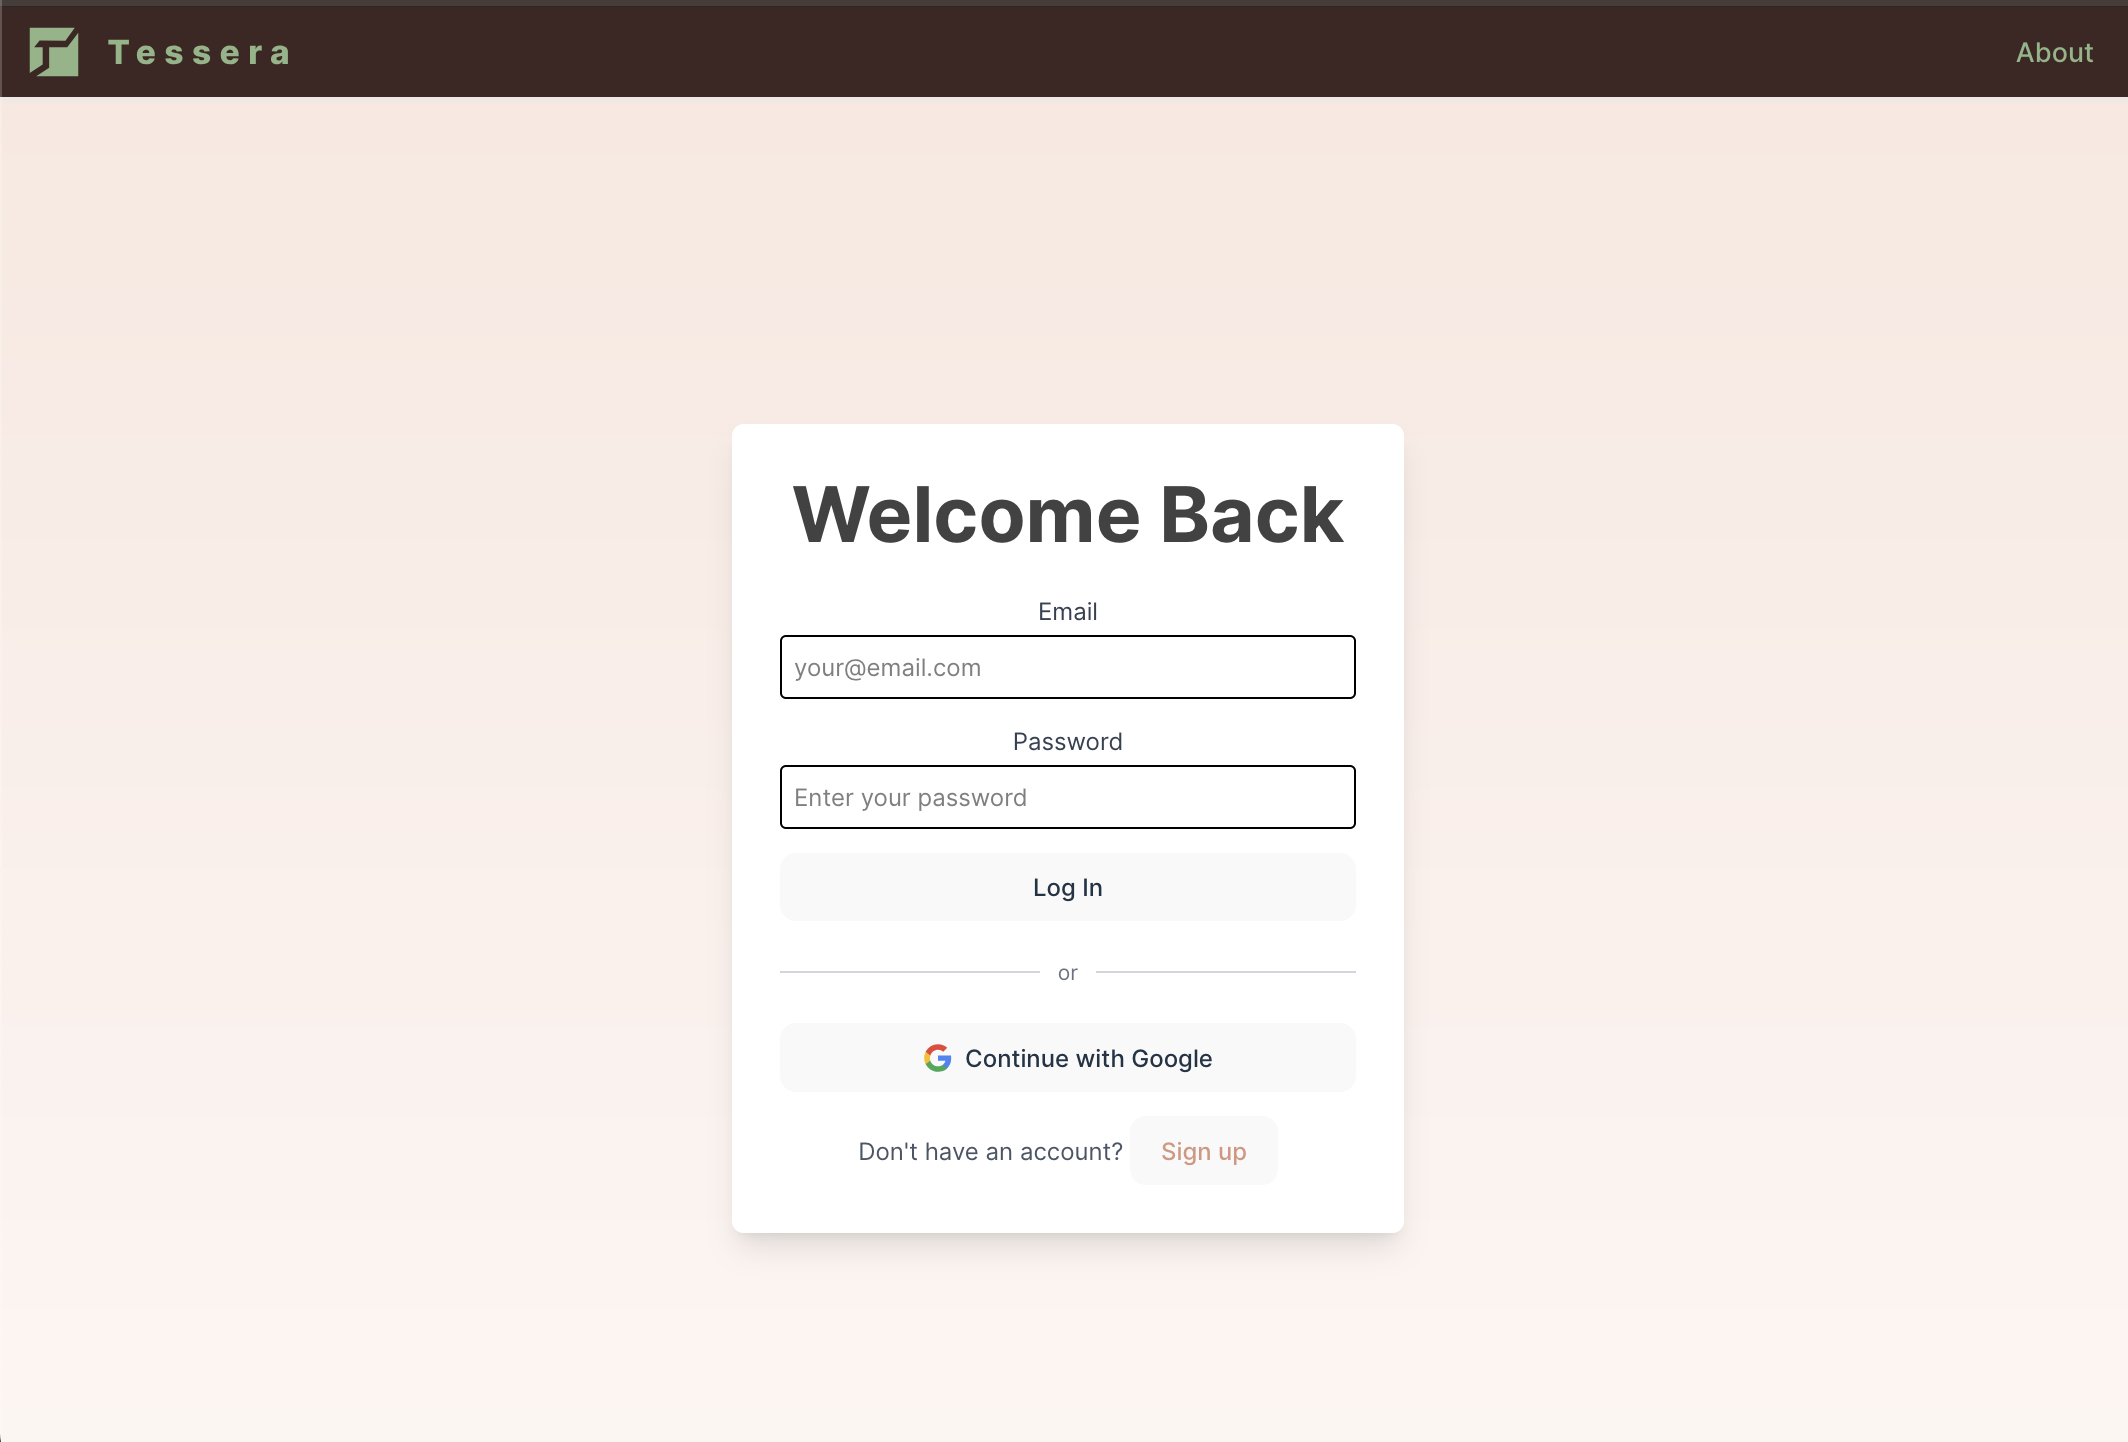 Tessera
About
Welcome Back
Email
your@email.com
Password
Enter your password
Log In
or
Continue with Google
Don't have an account? Sign up